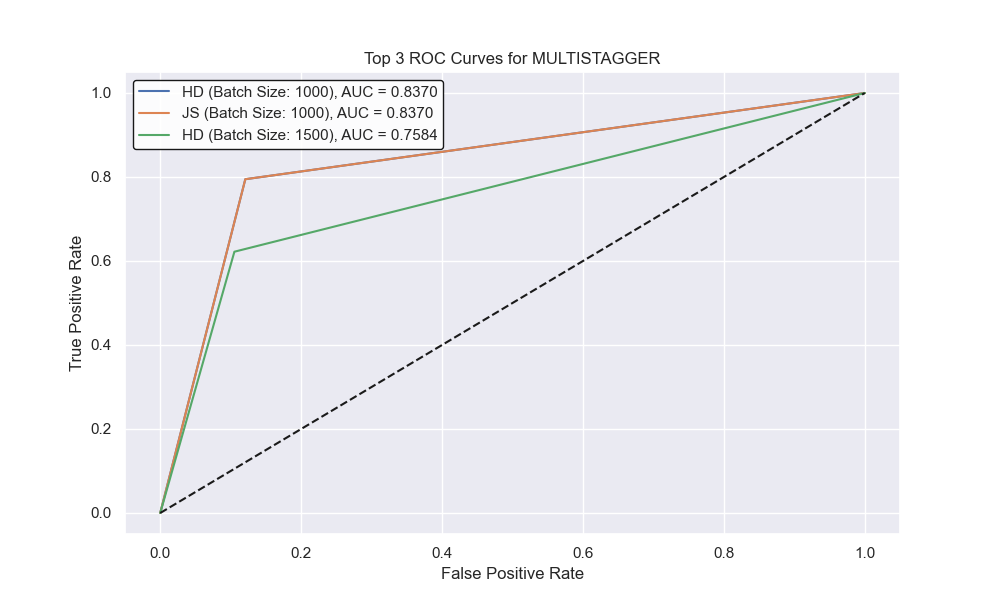 Top 3 ROC Curves for MULTISTAGGER
HD (Batch Size: 1000), AUC = 0.8370
JS (Batch Size: 1000), AUC = 0.8370
HD (Batch Size: 1500), AUC = 0.7584
True Positive Rate
1.0
0.8
0.6
0.4
0.2
0.0
0.0 0.2 0.4 0.6 0.8 1.0
False Positive Rate